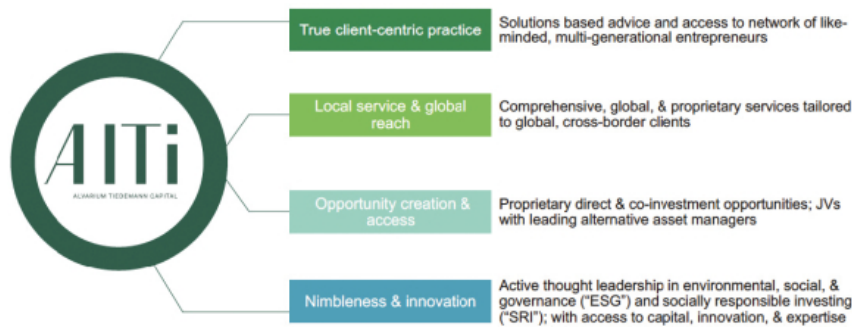 AlTi
ALVARIUM TIEDEMANN CAPITAL
True client-centric practice
Solutions based advice and access to network of like-
minded, multi-generational entrepreneurs
Local service & global
reach
Comprehensive, global, & proprietary services tailored
to global, cross-border clients
Opportunity creation &
access
Proprietary direct & co-investment opportunities; JVs
with leading alternative asset managers
Nimbleness & innovation
Active thought leadership in environmental, social, &
governance (“ESG”) and socially responsible investing
(“SRI”); with access to capital, innovation, & expertise